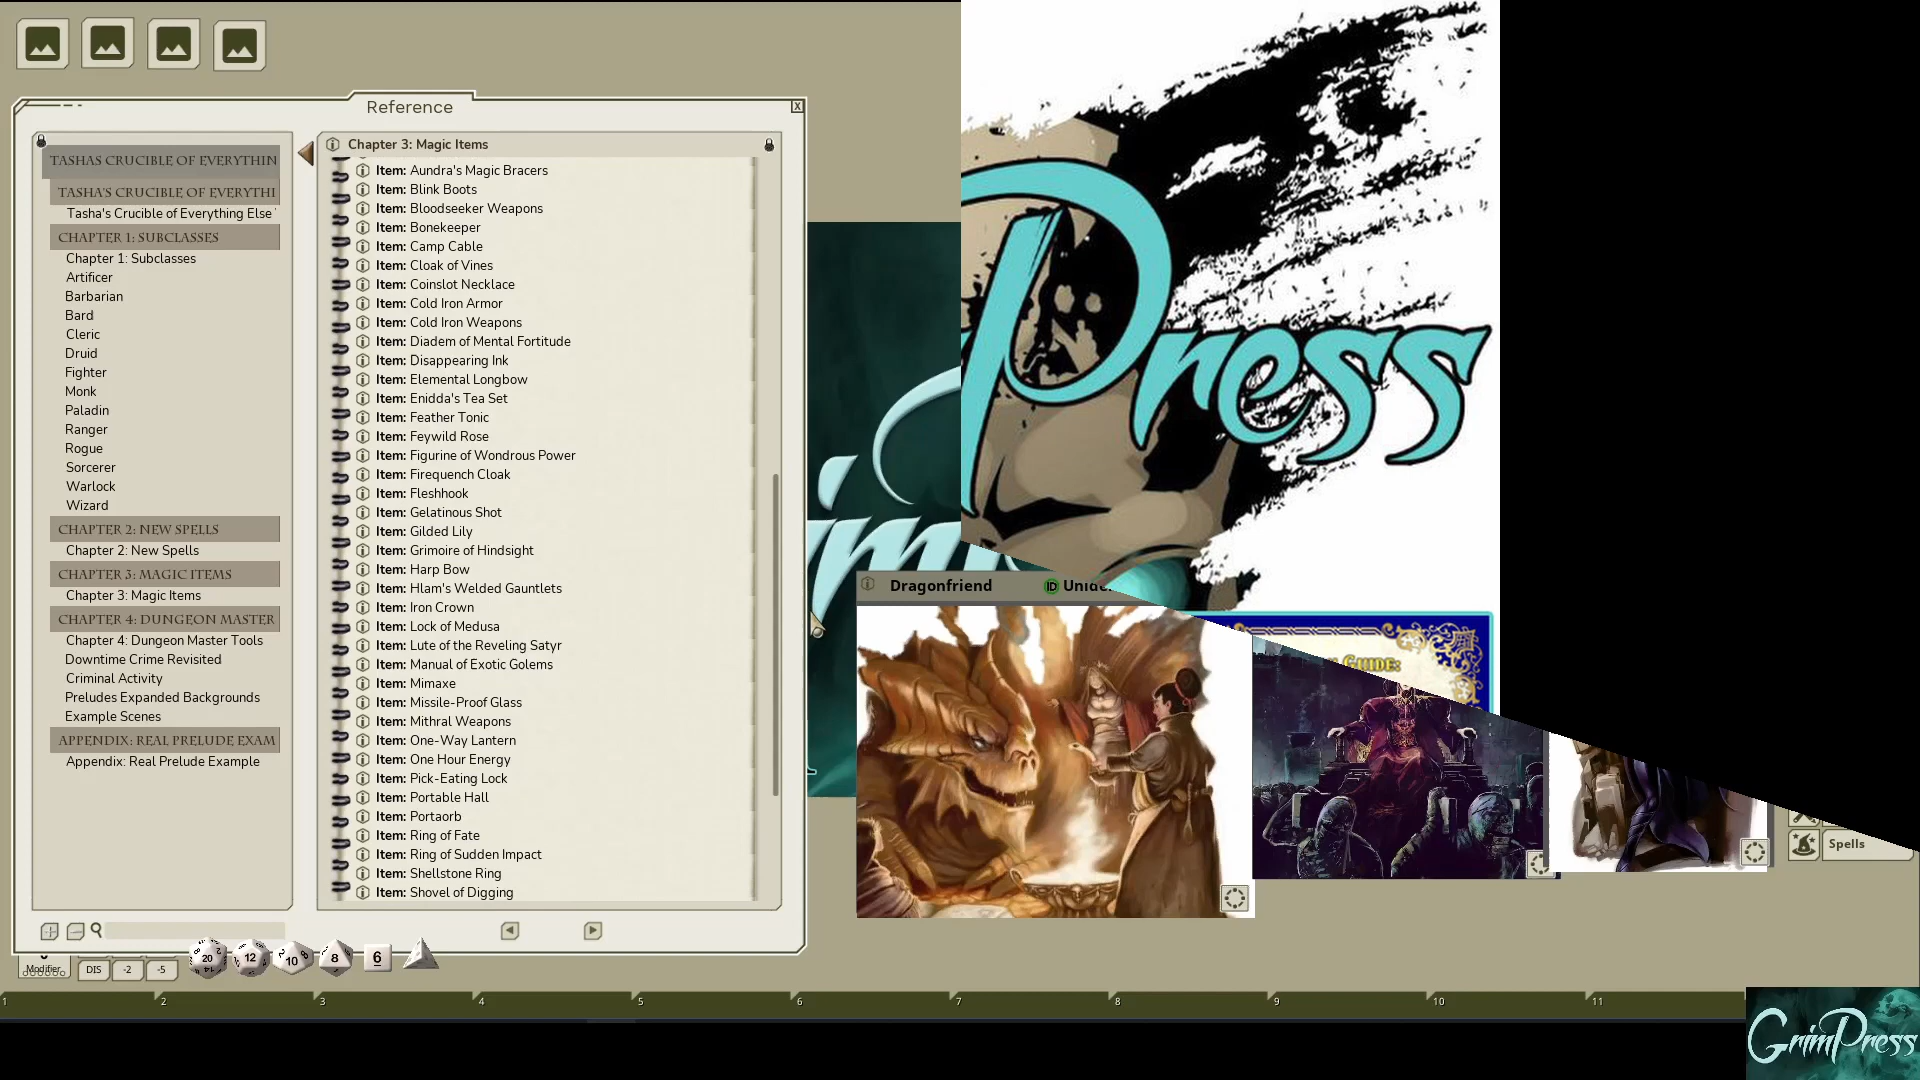 Reference
X
TASHAS CRUCIBLE OF EVERYTHIN
TASHA'S CRUCIBLE OF EVERYTHI
Tasha's Crucible of Everything Else
CHAPTER 1: SUBCLASSES
Chapter 1: Subclasses
Artificer
Barbarian
Bard
Cleric
Druid
Fighter
Monk
Paladin
Ranger
Rogue
Sorcerer
Warlock
Wizard
CHAPTER 2: NEW SPELLS
Chapter 2: New Spells
CHAPTER 3: MAGIC ITEMS
Chapter 3: Magic Items
CHAPTER 4: DUNGEON MASTER
Chapter 4: Dungeon Master Tools
Downtime Crime Revisited
Criminal Activity
Preludes Expanded Backgrounds
Example Scenes
APPENDIX: REAL PRELUDE EXAM
Appendix: Real Prelude Example
Chapter 3: Magic Items
Item: Aundra's Magic Bracers
Item: Blink Boots
Item: Bloodseeker Weapons
Item: Bonekeeper
Item: Camp Cable
Item: Cloak of Vines
Item: Coinslot Necklace
Item: Cold Iron Armor
Item: Cold Iron Weapons
Item: Diadem of Mental Fortitude
Item: Disappearing Ink
Item: Elemental Longbow
Item: Enidda's Tea Set
Item: Feather Tonic
Item: Feywild Rose
Item: Figurine of Wondrous Power
Item: Firequench Cloak
Item: Fleshhook
Item: Gelatinous Shot
Item: Gilded Lily
Item: Grimoire of Hindsight
Item: Harp Bow
Item: Hlam's Welded Gauntlets
Item: Iron Crown
Item: Lock of Medusa
Item: Lute of the Reveling Satyr
Item: Manual of Exotic Golems
Item: Mimaxe
Item: Missile-Proof Glass
Item: Mithral Weapons
Item: One-Way Lantern
Item: One Hour Energy
Item: Pick-Eating Lock
Item: Portable Hall
Item: Portaorb
Item: Ring of Fate
Item: Ring of Sudden Impact
Item: Shellstone Ring
Item: Shovel of Digging
Press
Dragonfriend
ID Unide
GUIDE:
Spells
Modifier
DIS -2 -5
20 12 10 8 6
1 2 3 4 5 6 7 8 9 10 11
GrimPress